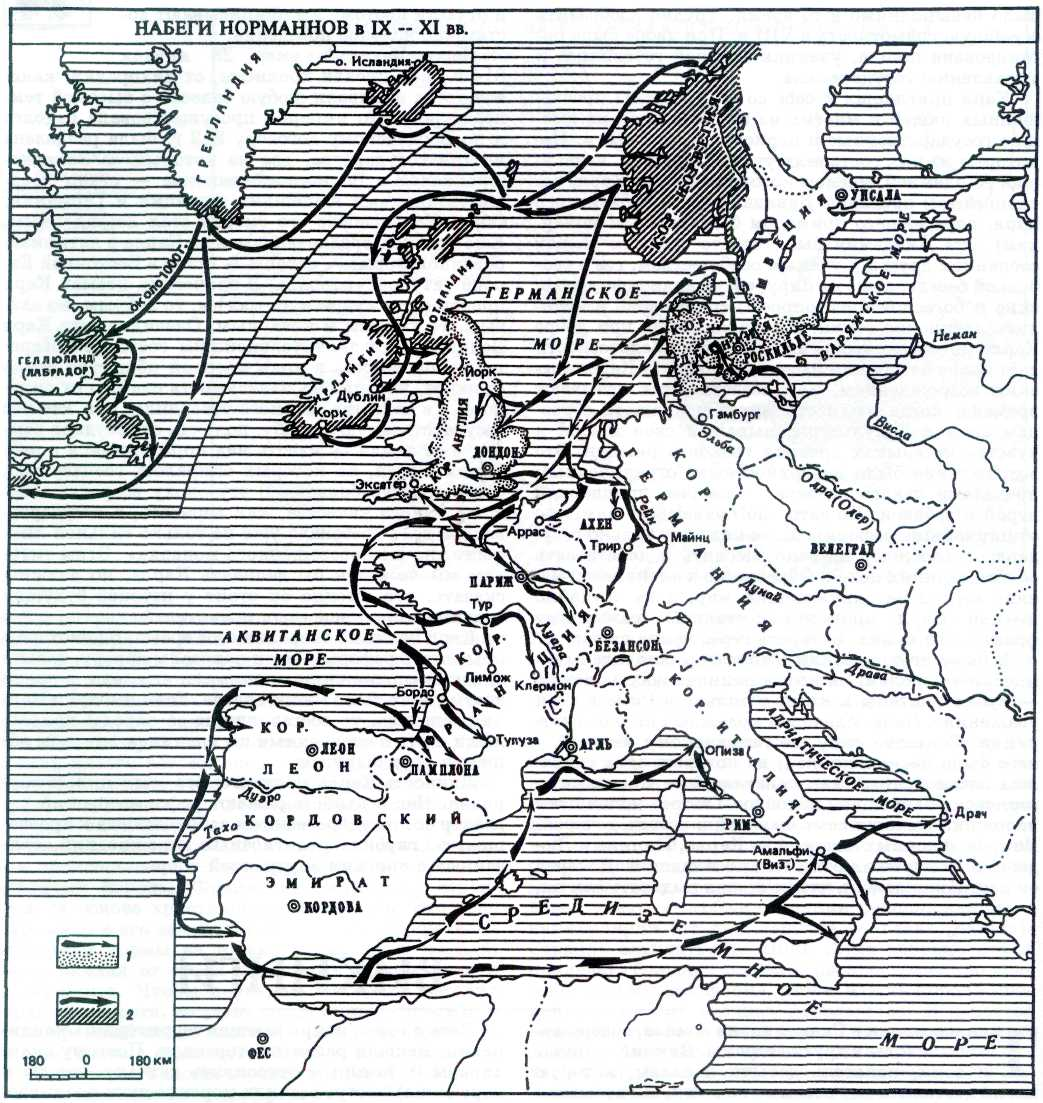 НАБЕГИ НОРМАННОВ в IX -- XI вв.
ГРЕНЛАНДИЯ
о. Исландия
КОР. НОРВЕГИЯ
ШВЕЦИЯ
УПСАЛА
ВАРЯЖСКОЕ МОРЕ
ОКОЛО 1000 г.
ШОТЛАНДИЯ
ГЕРМАНСКОЕ
МОРЕ
КОР.
ДАНИЯ
РОСКИЛЬДЕ
Неман
ГЕЛЛЮЛАНД
(ЛАБРАДОР)
ИРЛАНДИЯ
Дублин
Корк
Йорк
КОР. АНГЛИЯ
ЛОНДОН
Эксетер
Гамбург
Эльба
Висла
Одра Одер
КОР.
ГЕРМАНИЯ
Аррас
АХЕН
Рейн
Трир
Майнц
ВЕЛЕГРАД
ПАРИЖ
Дунай
Тур
АКВИТАНСКОЕ
МОРЕ
КОР.
Луара
БЕЗАНСОН
Лимож
Клермон
Драва
Бордо
КОР.
ИТАЛИЯ
КОР.
ЛЕОН
ЛЕОН
ПАМПЛОНА
Тулуза
АРЛЬ
Пиза
АДРИАТИЧЕСКОЕ МОРЕ
Дуэро
Тахо
КОРДОВСКИЙ
РИМ
Драч
Амальфи
(Виз.)
ЭМИРАТ
КОРДОВА
СРЕДИЗЕМНОЕ
МОРЕ
1
2
ФЕС
180 0 180 КМ